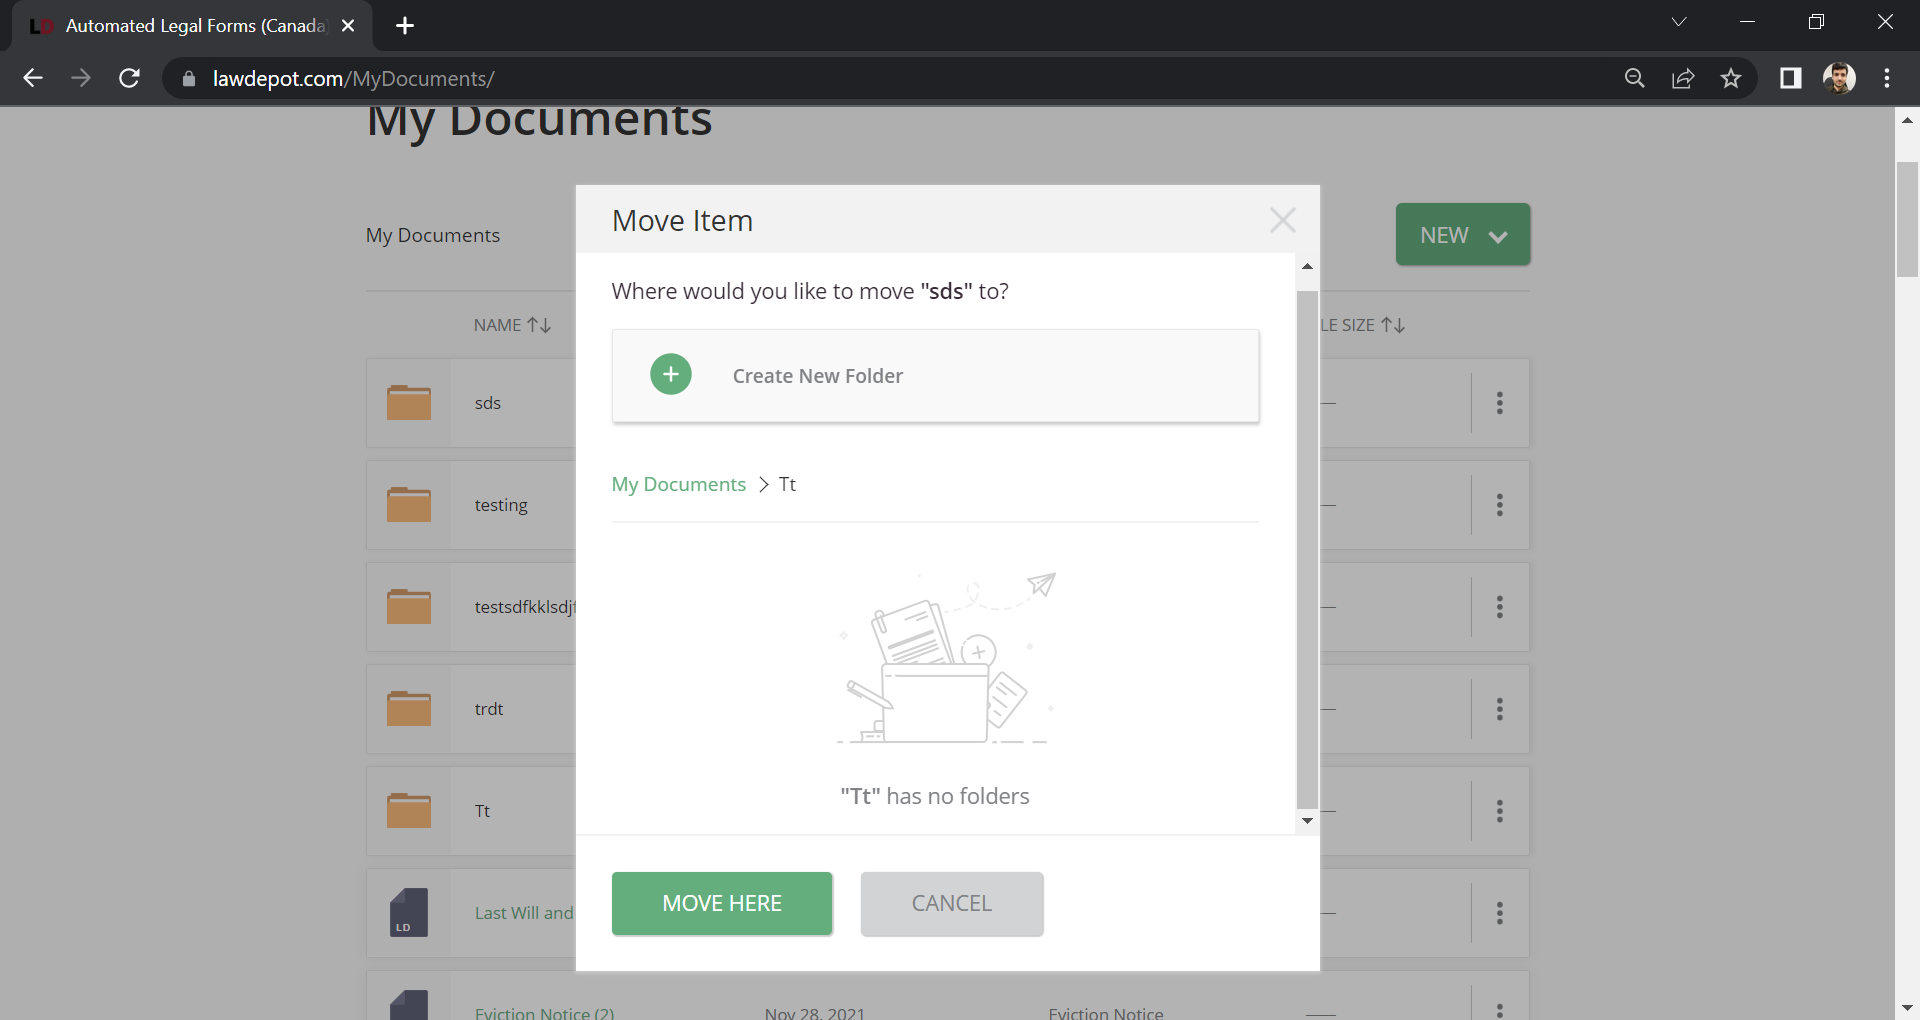 LD Automated Legal Forms (Canada
lawdepot.com/MyDocuments/
My Documents
My Documents
NEW
NAME
LE SIZE
sds
testing
testsdfkklsdj
trdt
Tt
LD
Last Will and
Eviction Notice (2) Nov 28, 2021 Eviction Notice
Move Item
Where would you like to move "sds" to?
Create New Folder
My Documents > Tt
"Tt" has no folders
MOVE HERE
CANCEL